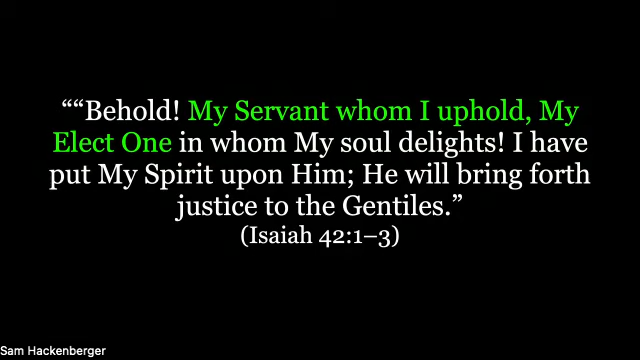 ““Behold! My Servant whom I uphold, My
Elect One in whom My soul delights! I have
put My Spirit upon Him; He will bring forth
justice to the Gentiles.”
(Isaiah 42:1–3)
Sam Hackenberger